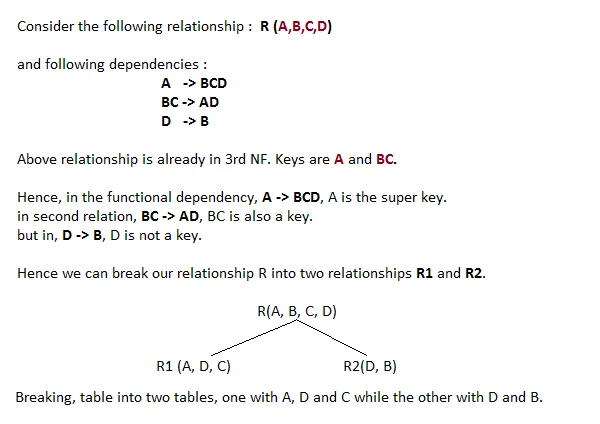 Consider the following relationship : R (A,B,C,D)
and following dependencies :
A -> BCD
BC -> AD
D -> B
Above relationship is already in 3rd NF. Keys are A and BC.
Hence, in the functional dependency, A -> BCD, A is the super key.
in second relation, BC -> AD, BC is also a key.
but in, D -> B, D is not a key.
Hence we can break our relationship R into two relationships R1 and R2.
R(A, B, C, D)
R1 (A, D, C) R2(D, B)
Breaking, table into two tables, one with A, D and C while the other with D and B.